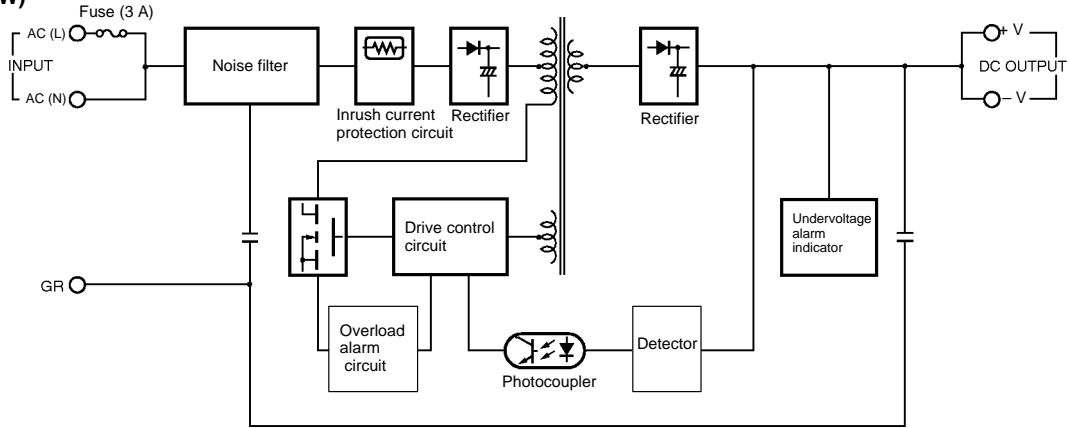 W)
Fuse (3 A)
AC (L)
INPUT
AC (N)
Noise filter
Inrush current
protection circuit
Rectifier
Rectifier
+ V
DC OUTPUT
– V
Drive control
circuit
Undervoltage
alarm
indicator
GR
Overload
alarm
circuit
Photocoupler
Detector